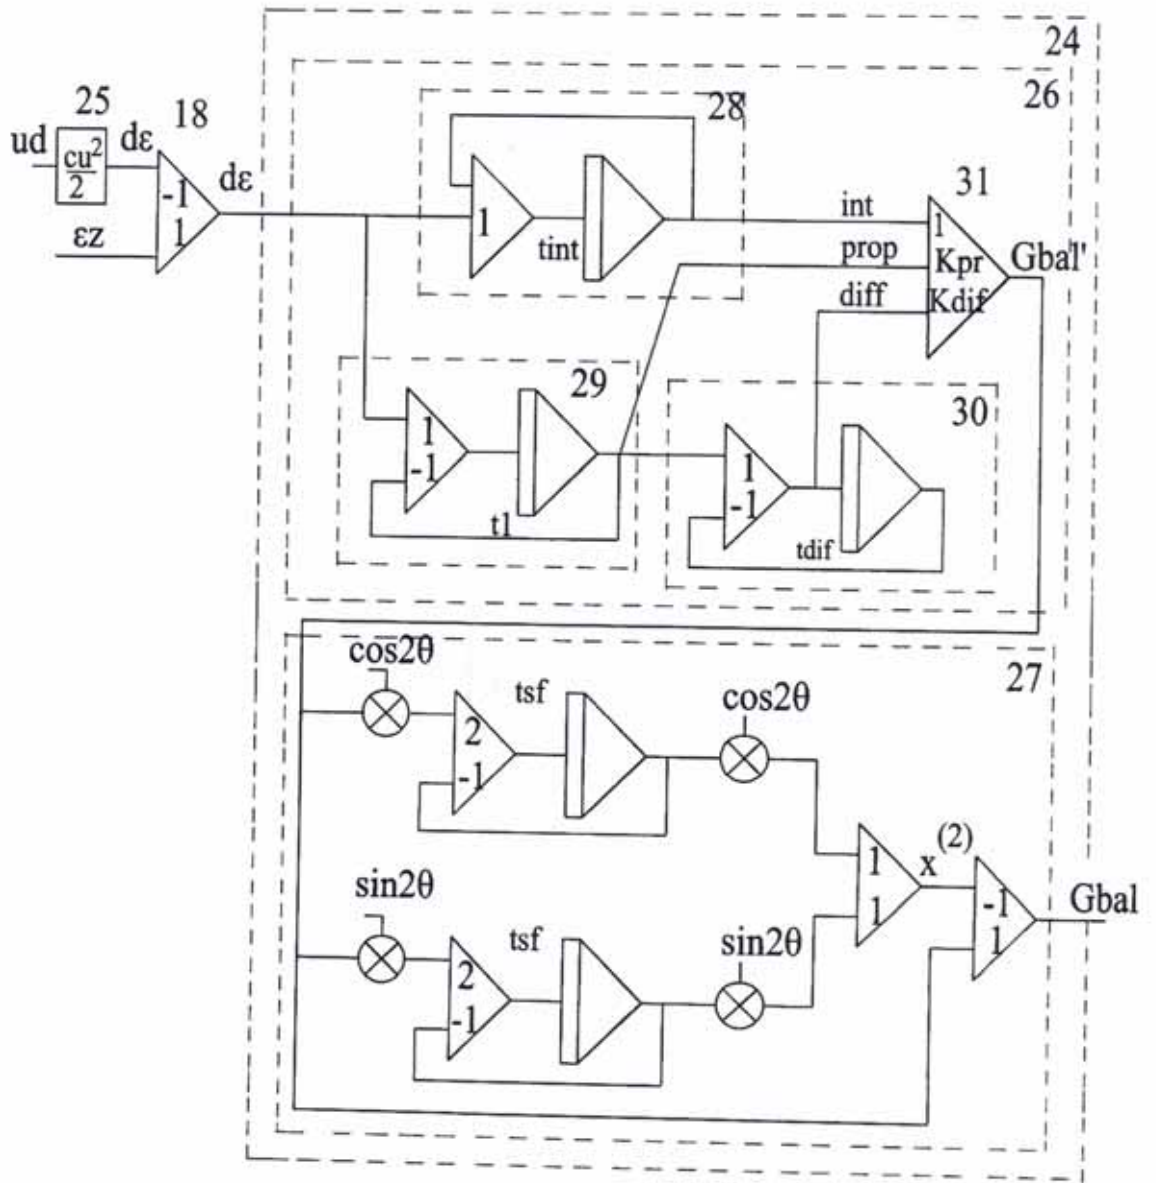 24
26
25
18
28
ud
cu²
2
dε
-1
1
dε
εz
1
tint
int
prop
diff
31
1
Kpr
Kdif
Gbal'
29
1
-1
t1
30
1
-1
tdif
27
cos2θ
2
-1
tsf
cos2θ
sin2θ
2
-1
tsf
sin2θ
1
1
x(2)
-1
1
Gbal